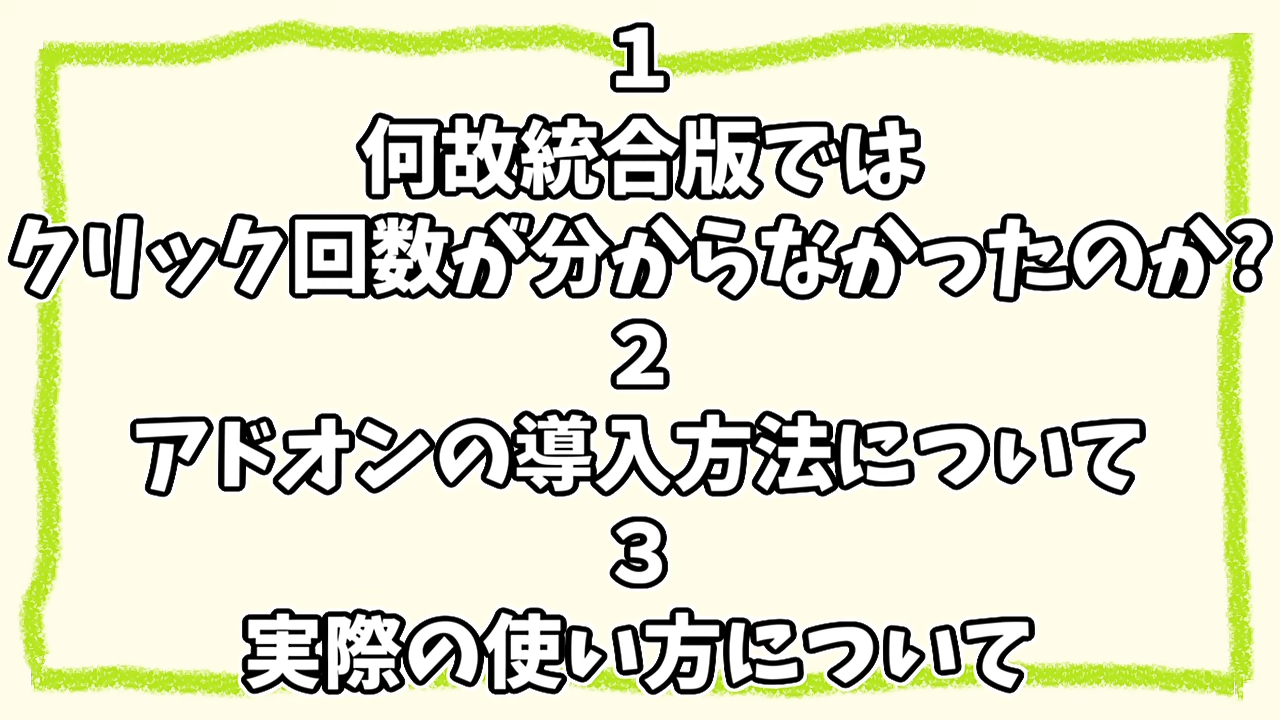 1
何故統合版では
クリック回数が分からなかったのか?
2
アドオンの導入方法について
3
実際の使い方について